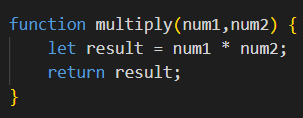 function multiply(num1,num2) {
    let result = num1 * num2;
    return result;
}